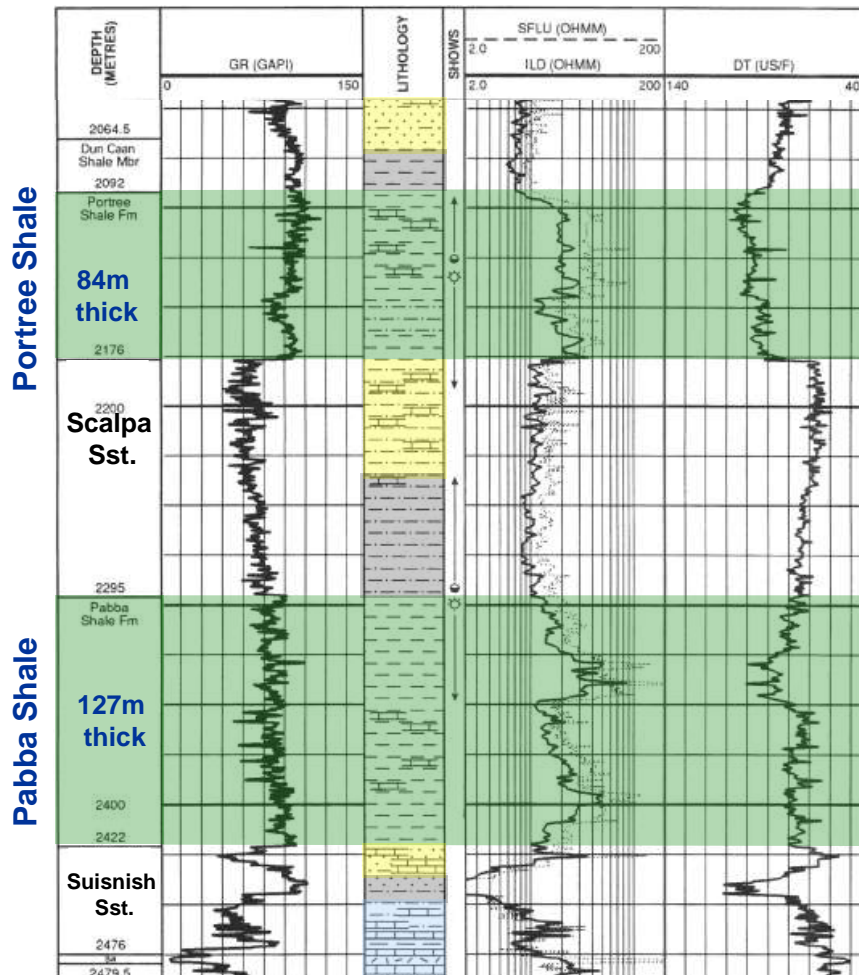 DEPTH
(METRES)
GR (GAPI)
0 150
LITHOLOGY
SHOWS
SFLU (OHMM)
2.0 200
ILD (OHMM)
2.0 200
DT (US/F)
140 40
2064.5
Dun Caan
Shale Mbr
2092
Portree
Shale Fm
Portree Shale
84m
thick
2176
2200
Scalpa
Sst.
2295
Pabba
Shale Fm
Pabba Shale
127m
thick
2400
2422
Suisnish
Sst.
2476
2479.5